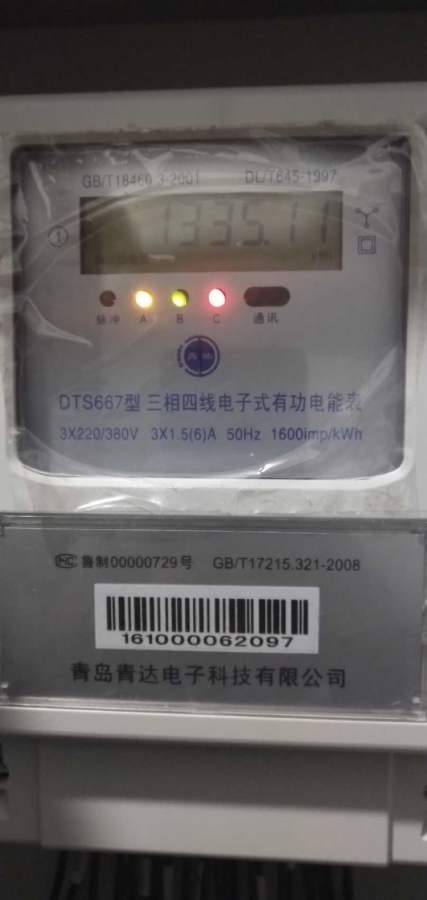 GB/T18460.3-2001 DL/T645-1997
1335.11
kWh
脉冲 A B C 通讯
DTS667型 三相四线电子式有功电能表
3X220/380V 3X1.5(6)A 50Hz 1600imp/kWh
MC 鲁制00000729号 GB/T17215.321-2008
161000062097
青岛青达电子科技有限公司